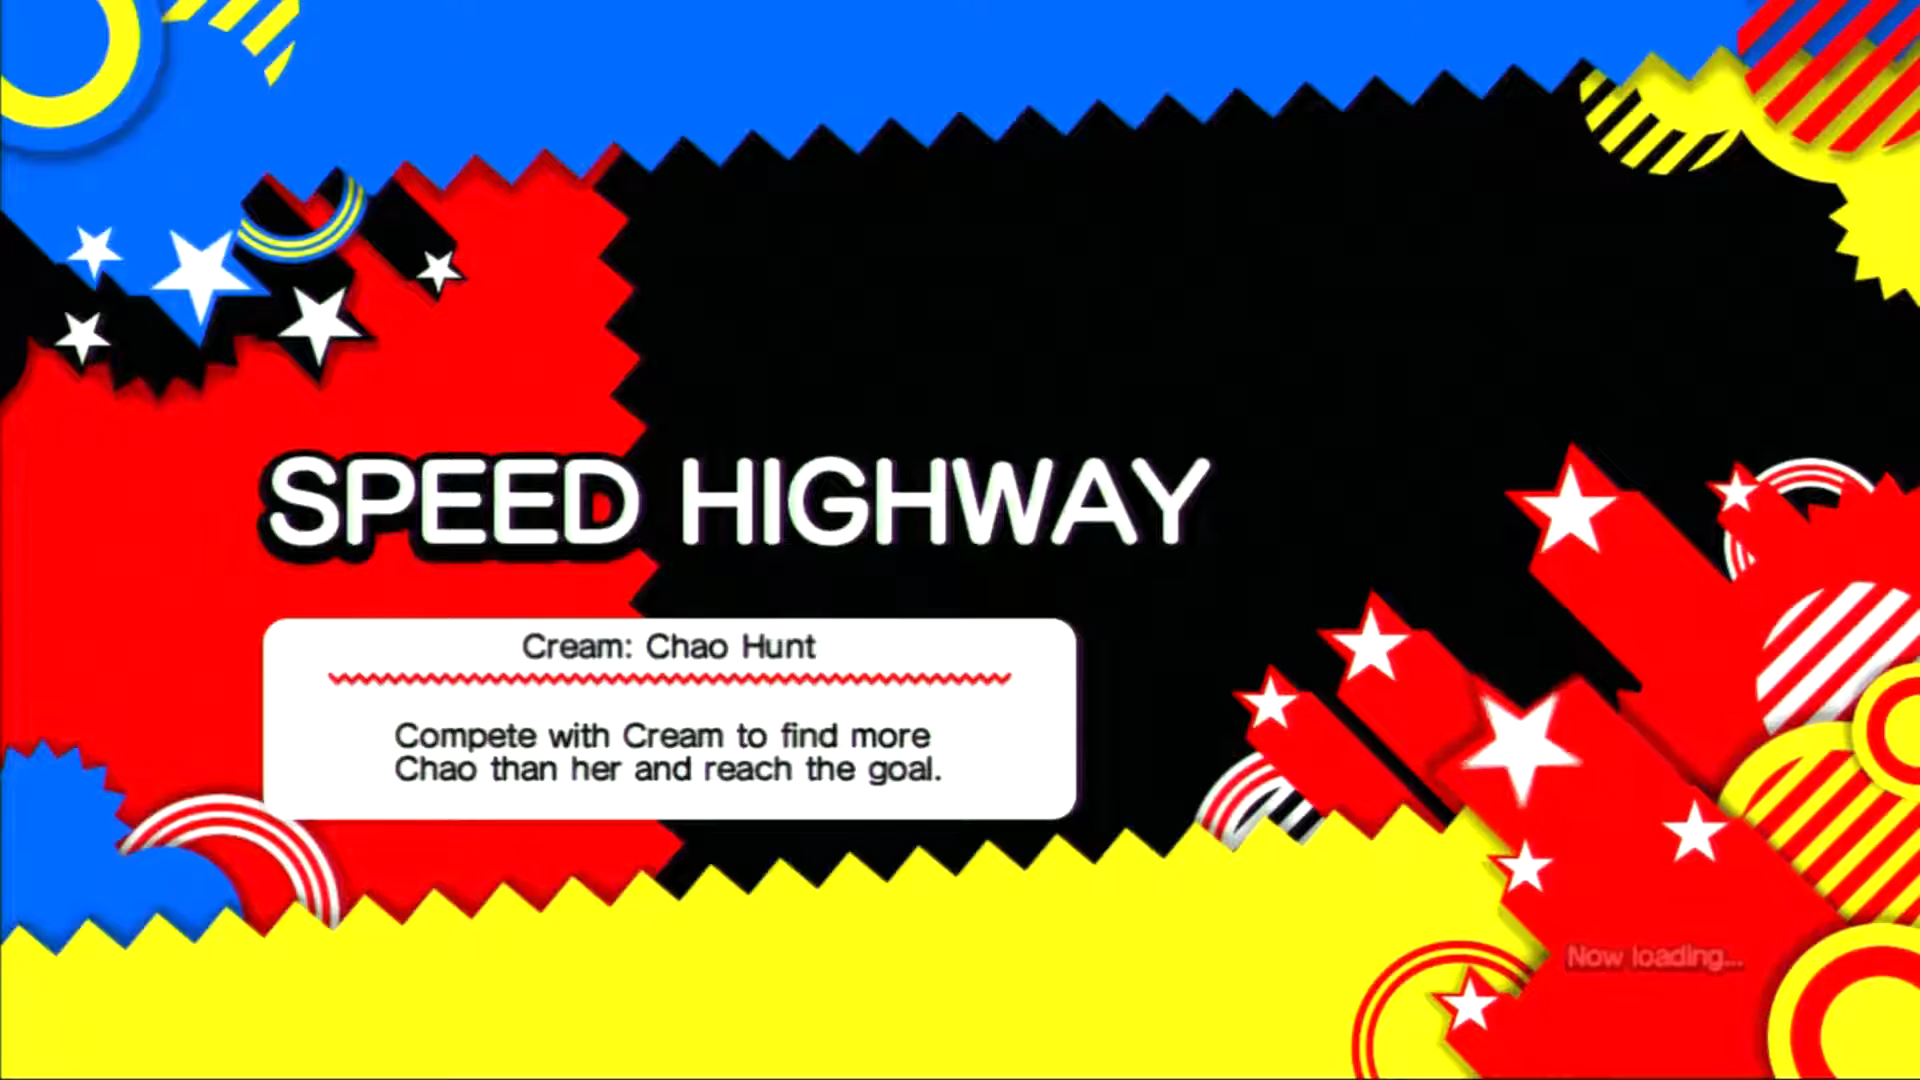 SPEED HIGHWAY
Cream: Chao Hunt
Compete with Cream to find more
Chao than her and reach the goal.
Now loading...